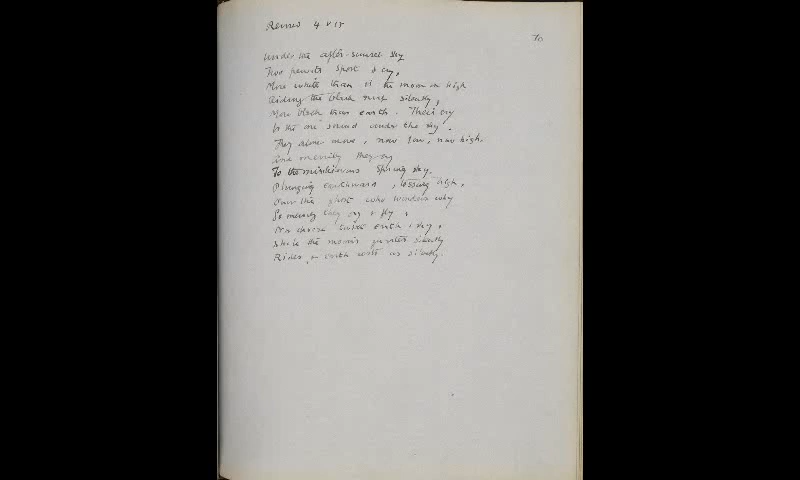 Pewits 4 V 15
70
Under the after-sunset sky
Two pewits sport & cry,
More white than is the moon on high
Riding the black surge silently,
More black than earth. Their cry
Is the one sound under the sky.
They alone move, now low, now high,
And merrily they cry
To the mischievous Spring sky,
Plunging earthward, tossing high,
Over the ghost who wonders why
So merrily they cry & fly,
Nor choose twixt earth & sky,
While the moon's quarter silently
Rides, & earth rests as silently.